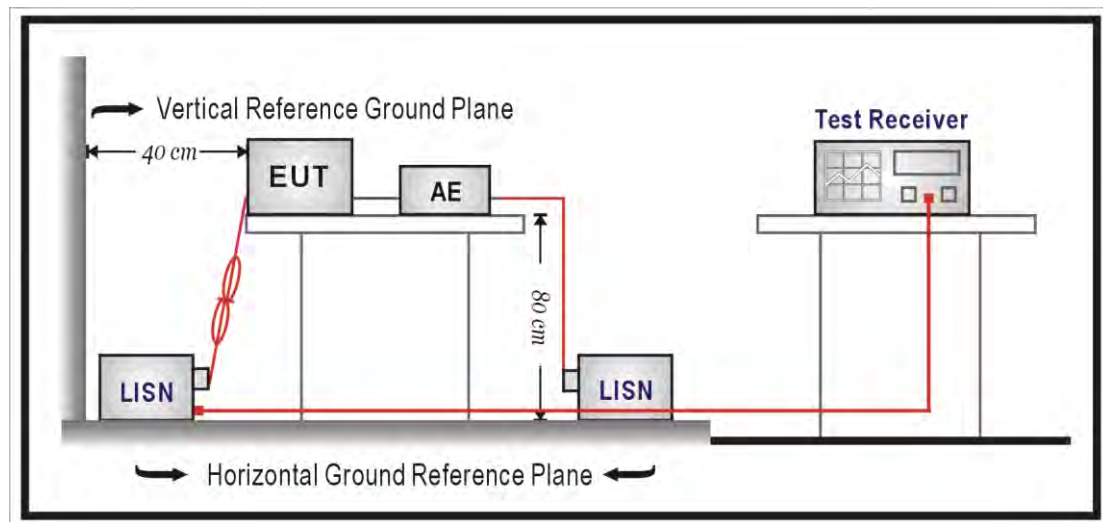 Vertical Reference Ground Plane
Test Receiver
40 cm
EUT
AE
80 cm
LISN
LISN
Horizontal Ground Reference Plane